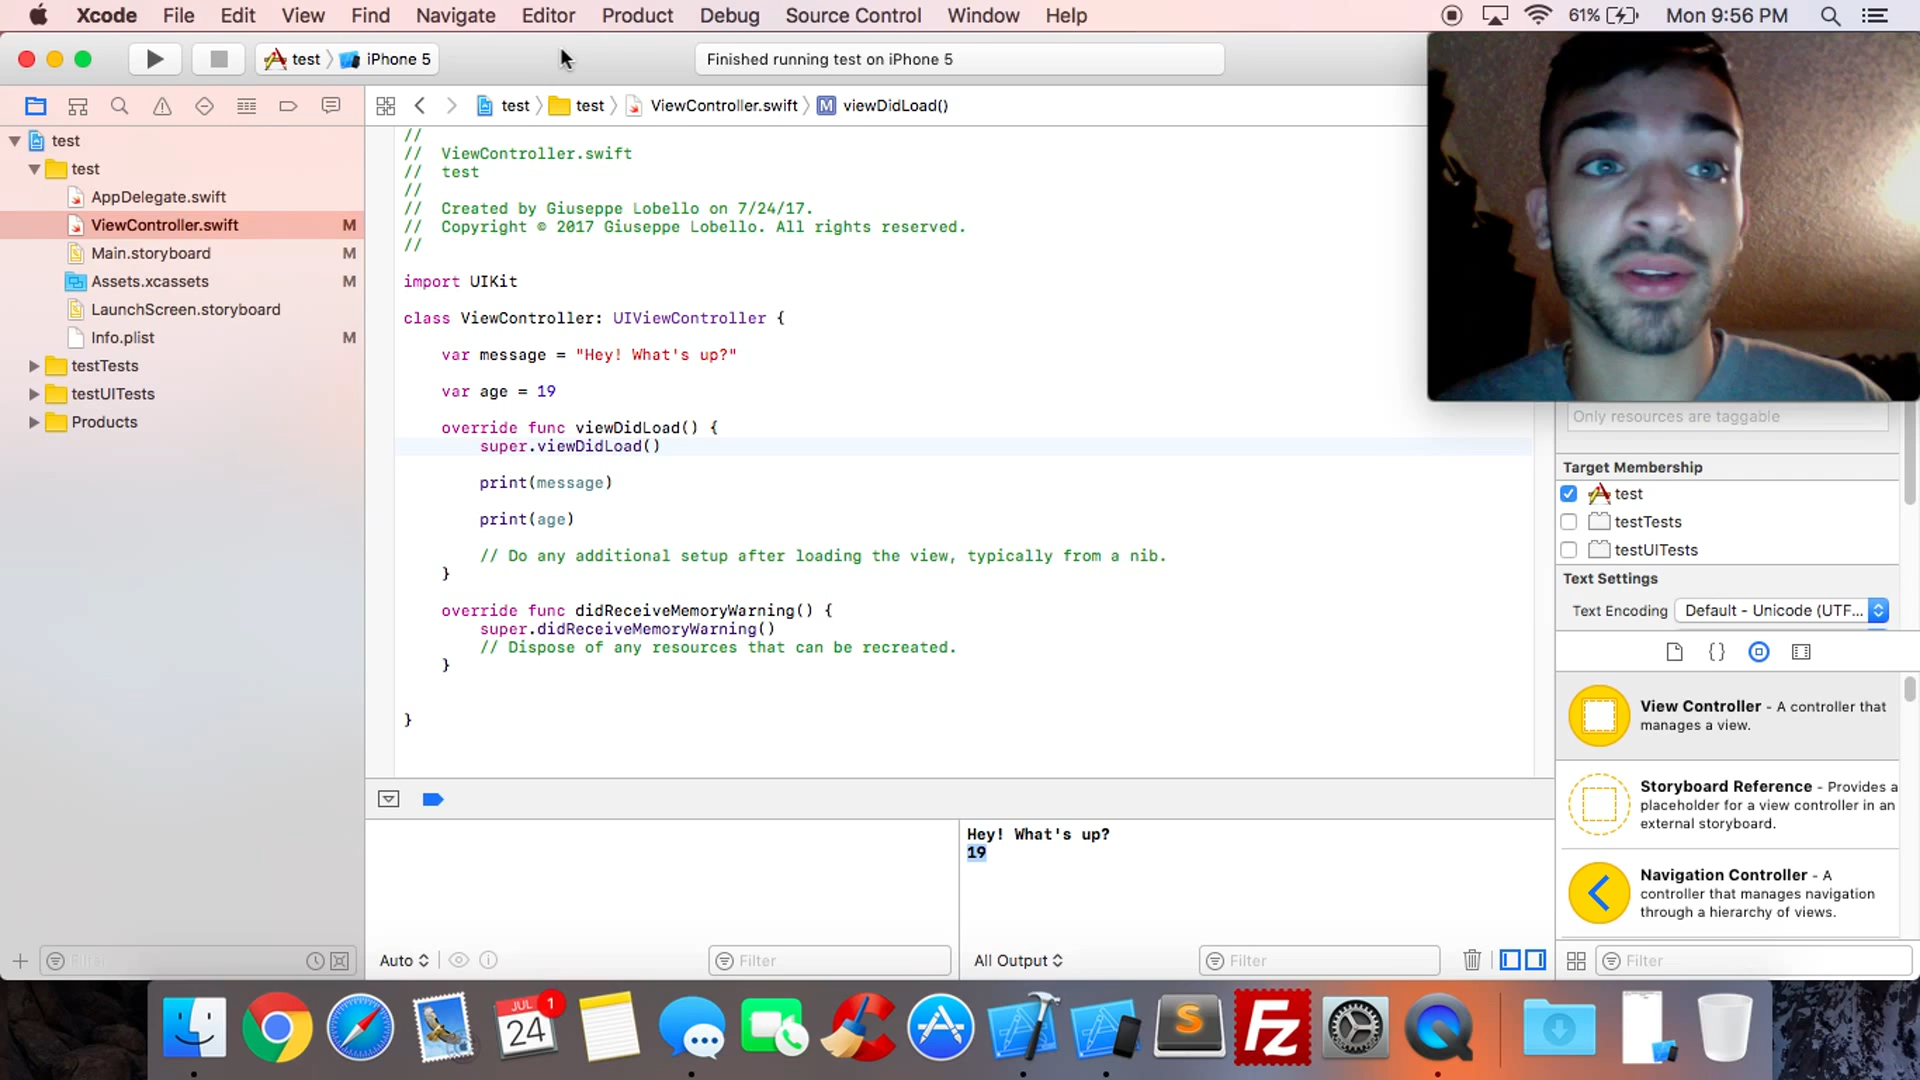 Xcode File Edit View Find Navigate Editor Product Debug Source Control Window Help 61% Mon 9:56 PM
test iPhone 5 Finished running test on iPhone 5
test test ViewController.swift M viewDidLoad()
test
test
AppDelegate.swift
ViewController.swift M
Main.storyboard M
Assets.xcassets M
LaunchScreen.storyboard
Info.plist M
testTests
testUITests
Products
Filter
//
// ViewController.swift
// test
//
// Created by Giuseppe Lobello on 7/24/17.
// Copyright © 2017 Giuseppe Lobello. All rights reserved.
//
import UIKit
class ViewController: UIViewController {
var message = "Hey! What's up?"
var age = 19
override func viewDidLoad() {
super.viewDidLoad()
print(message)
print(age)
// Do any additional setup after loading the view, typically from a nib.
}
override func didReceiveMemoryWarning() {
super.didReceiveMemoryWarning()
// Dispose of any resources that can be recreated.
}
}
Hey! What's up?
19
Auto Filter
All Output Filter
Only resources are taggable
Target Membership
test
testTests
testUITests
Text Settings
Text Encoding Default - Unicode (UTF...
View Controller - A controller that
manages a view.
Storyboard Reference - Provides a
placeholder for a view controller in an
external storyboard.
Navigation Controller - A
controller that manages navigation
through a hierarchy of views.
Filter
JUL 1
24
S
Fz